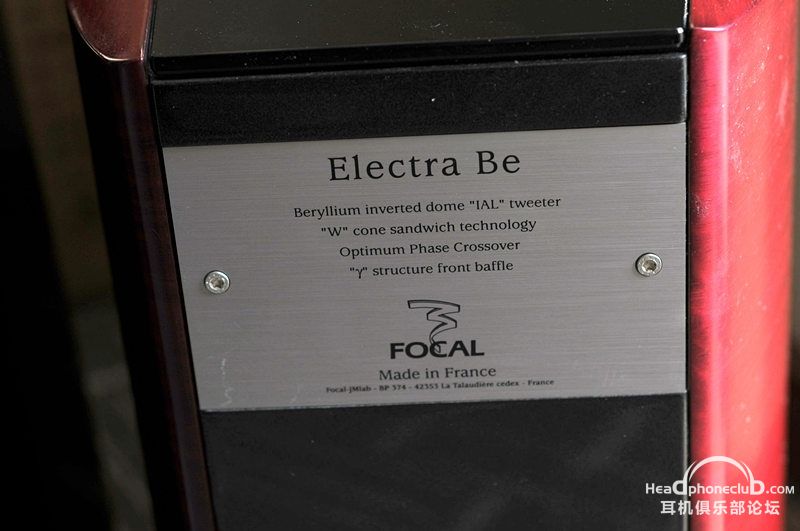 Electra Be
Beryllium inverted dome "IAL" tweeter
"W" cone sandwich technology
Optimum Phase Crossover
"γ" structure front baffle
FOCAL
Made in France
Focal-JMlab - BP 374 - 42353 La Talaudière cedex - France
HeadphoneclubD.com
耳机俱乐部论坛